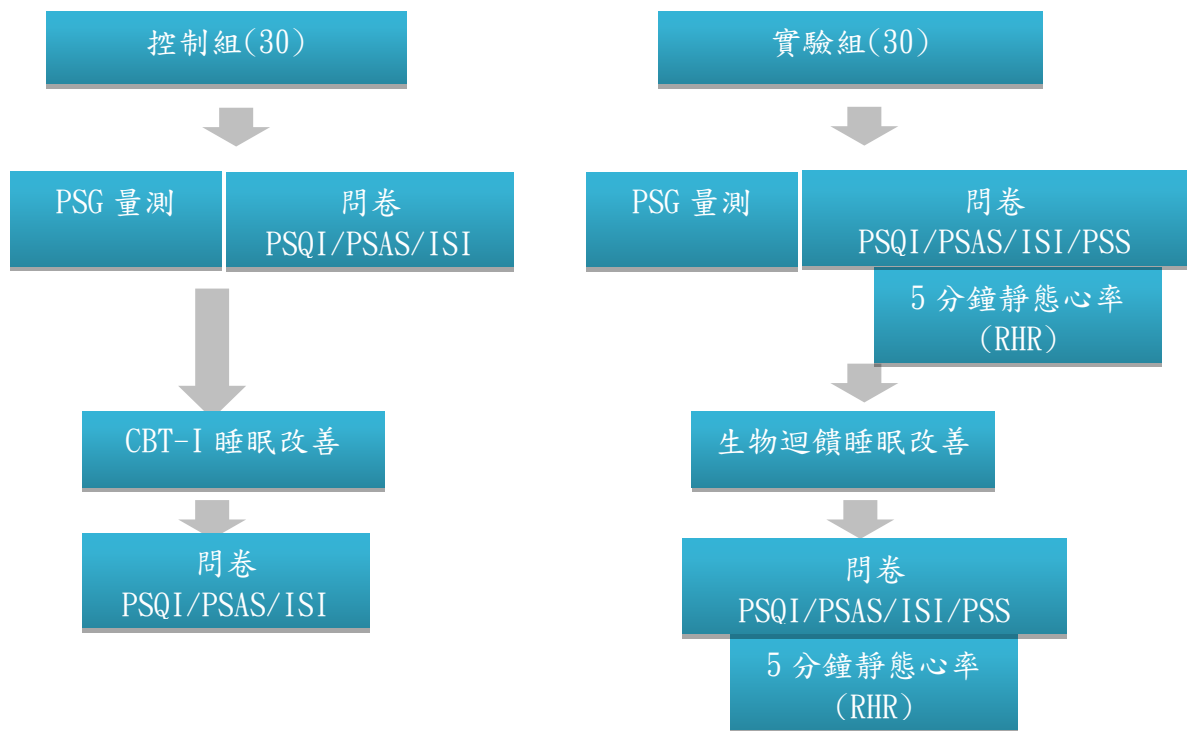 控制組(30)
PSG 量測
問卷
PSQI/PSAS/ISI
CBT-I 睡眠改善
問卷
PSQI/PSAS/ISI
實驗組(30)
PSG 量測
問卷
PSQI/PSAS/ISI/PSS
5 分鐘靜態心率
(RHR)
生物迴饋睡眠改善
問卷
PSQI/PSAS/ISI/PSS
5 分鐘靜態心率
(RHR)